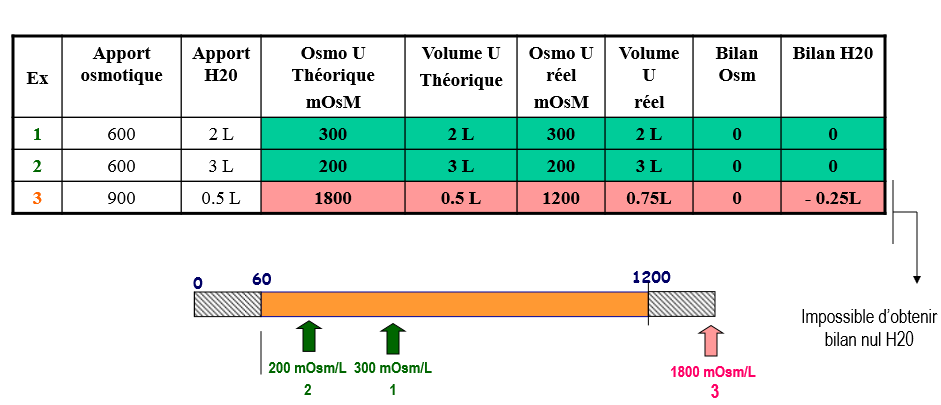 Ex
Apport
osmotique
Apport
H20
Osmo U
Théorique
mOsM
Volume U
Théorique
Osmo U
réel
mOsM
Volume
U
réel
Bilan
Osm
Bilan H20
1 600 2 L 300 2 L 300 2 L 0 0
2 600 3 L 200 3 L 200 3 L 0 0
3 900 0.5 L 1800 0.5 L 1200 0.75L 0 - 0.25L
0 60 1200
Impossible d'obtenir
bilan nul H20
200 mOsm/L
2
300 mOsm/L
1
1800 mOsm/L
3